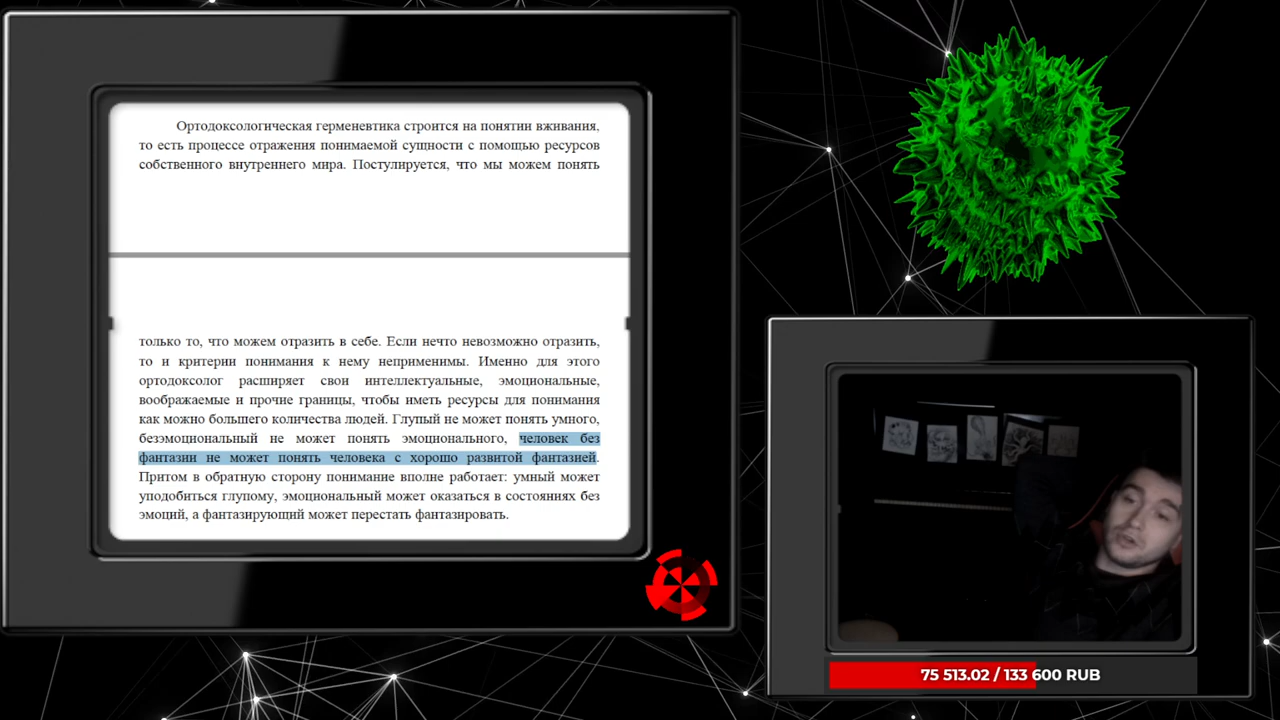 Ортодоксологическая герменевтика строится на понятии вживания,
то есть процессе отражения понимаемой сущности с помощью ресурсов
собственного внутреннего мира. Постулируется, что мы можем понять
только то, что можем отразить в себе. Если нечто невозможно отразить,
то и критерии понимания к нему неприменимы. Именно для этого
ортодоксолог расширяет свои интеллектуальные, эмоциональные,
воображаемые и прочие границы, чтобы иметь ресурсы для понимания
как можно большего количества людей. Глупый не может понять умного,
безэмоциональный не может понять эмоционального, человек без
фантазии не может понять человека с хорошо развитой фантазией.
Притом в обратную сторону понимание вполне работает: умный может
уподобиться глупому, эмоциональный может оказаться в состояниях без
эмоций, а фантазирующий может перестать фантазировать.
75 513.02 / 133 600 RUB